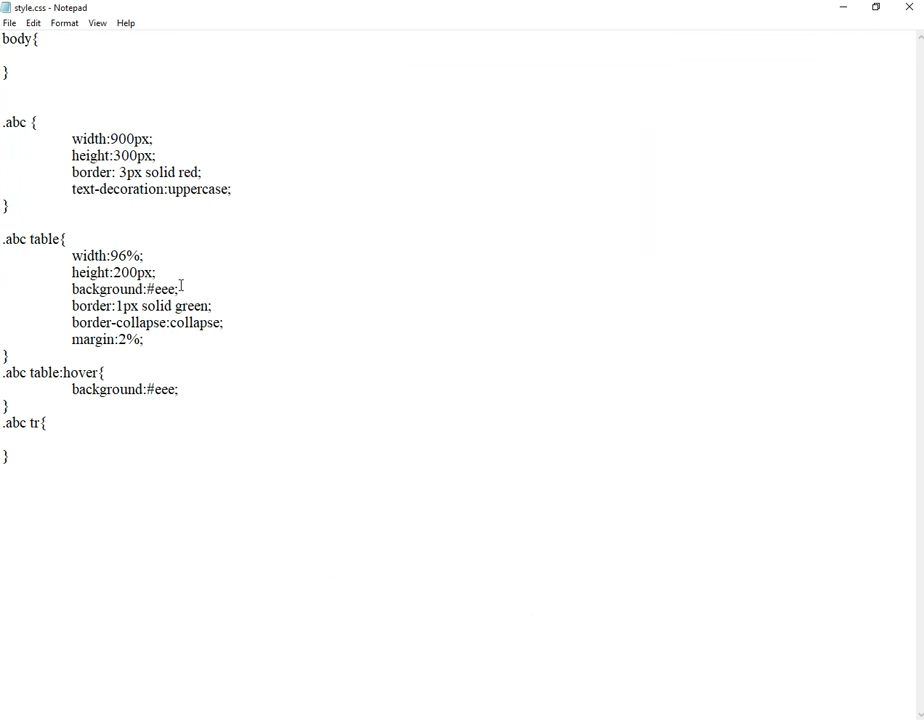 style.css - Notepad
File Edit Format View Help
body{
}
.abc {
width:900px;
height:300px;
border: 3px solid red;
text-decoration:uppercase;
}
.abc table{
width:96%;
height:200px;
background:#eee;
border:1px solid green;
border-collapse:collapse;
margin:2%;
}
.abc table:hover{
background:#eee;
}
.abc tr{
}